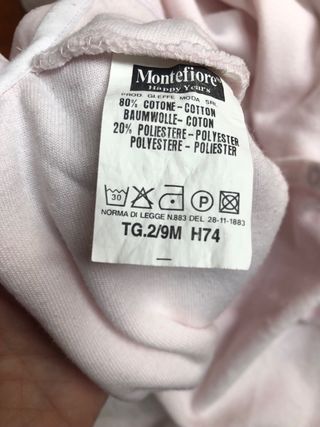 Montefiore
Happy Years
PROD. GLEFFE MODA SRL
80% COTONE-COTTON
BAUMWOLLE-COTON
20% POLIESTERE-POLYESTER
POLYESTERE-POLYESTER
30 A P
NORMA DI LEGGE N.883 DEL 28-11-1883
TG.2/9M H74